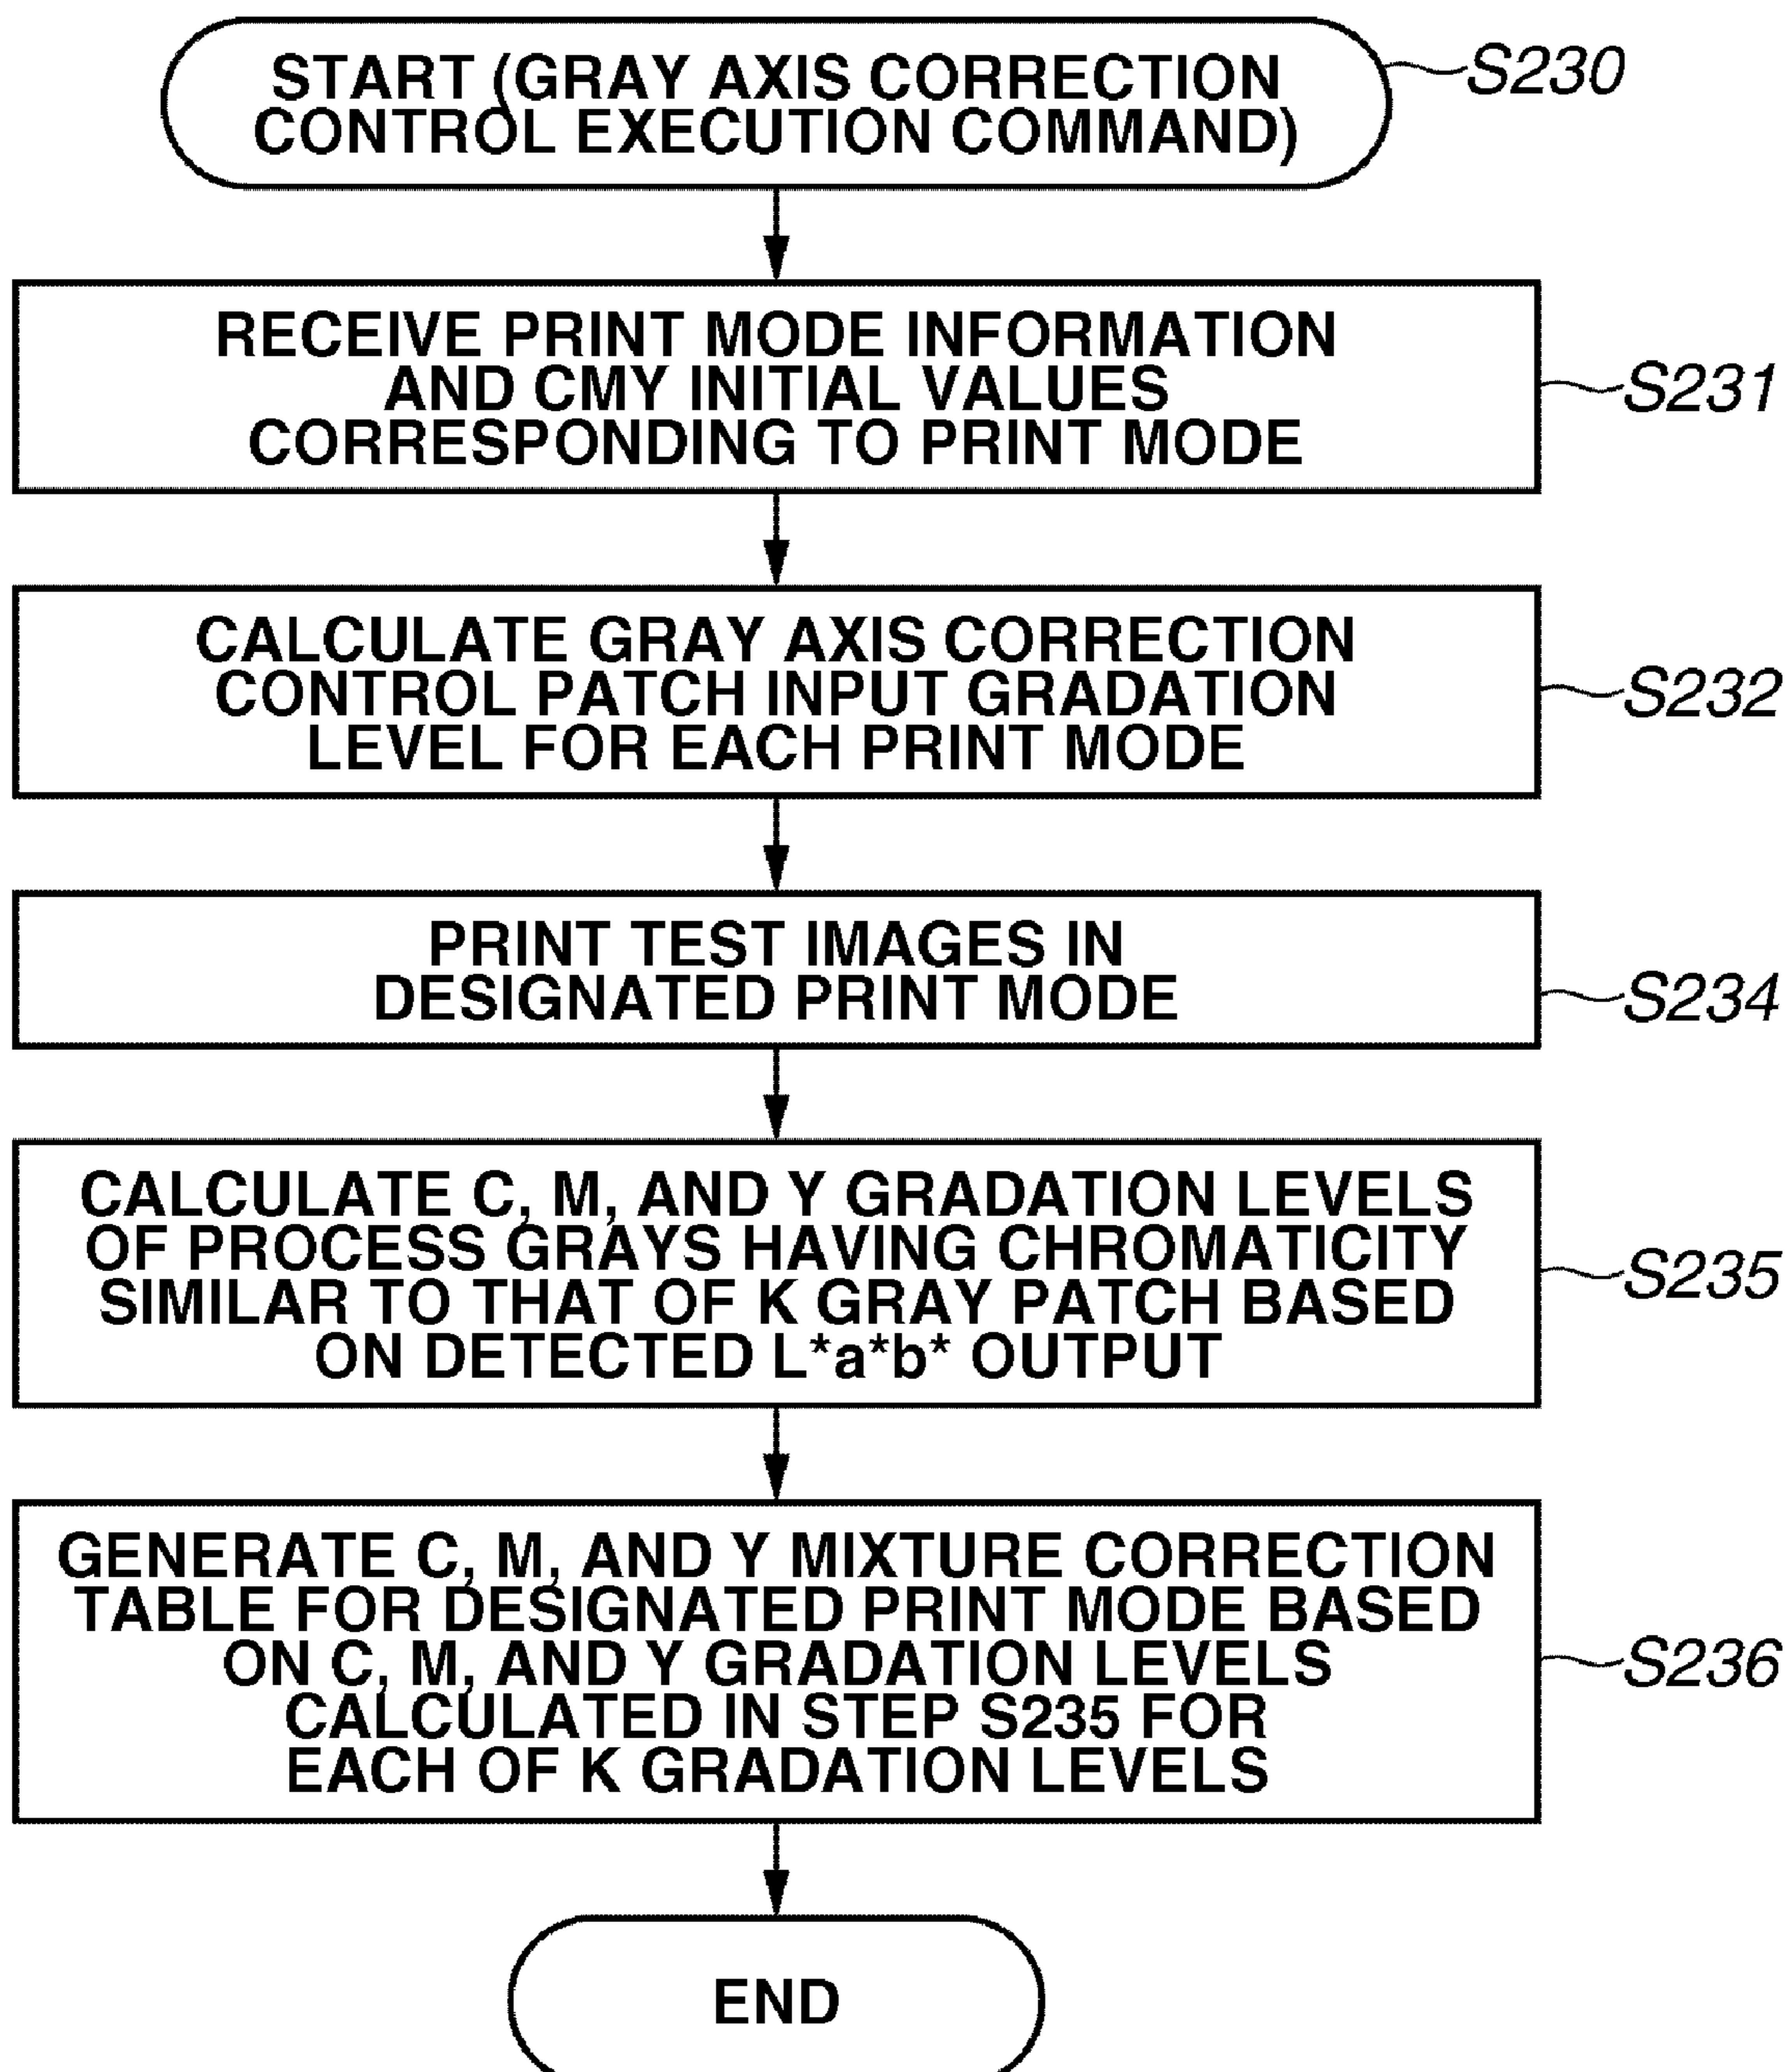 START (GRAY AXIS CORRECTION
CONTROL EXECUTION COMMAND)
S230
RECEIVE PRINT MODE INFORMATION
AND CMY INITIAL VALUES
CORRESPONDING TO PRINT MODE
S231
CALCULATE GRAY AXIS CORRECTION
CONTROL PATCH INPUT GRADATION
LEVEL FOR EACH PRINT MODE
S232
PRINT TEST IMAGES IN
DESIGNATED PRINT MODE
S234
CALCULATE C, M, AND Y GRADATION LEVELS
OF PROCESS GRAYS HAVING CHROMATICITY
SIMILAR TO THAT OF K GRAY PATCH BASED
ON DETECTED L*a*b* OUTPUT
S235
GENERATE C, M, AND Y MIXTURE CORRECTION
TABLE FOR DESIGNATED PRINT MODE BASED
ON C, M, AND Y GRADATION LEVELS
CALCULATED IN STEP S235 FOR
EACH OF K GRADATION LEVELS
S236
END